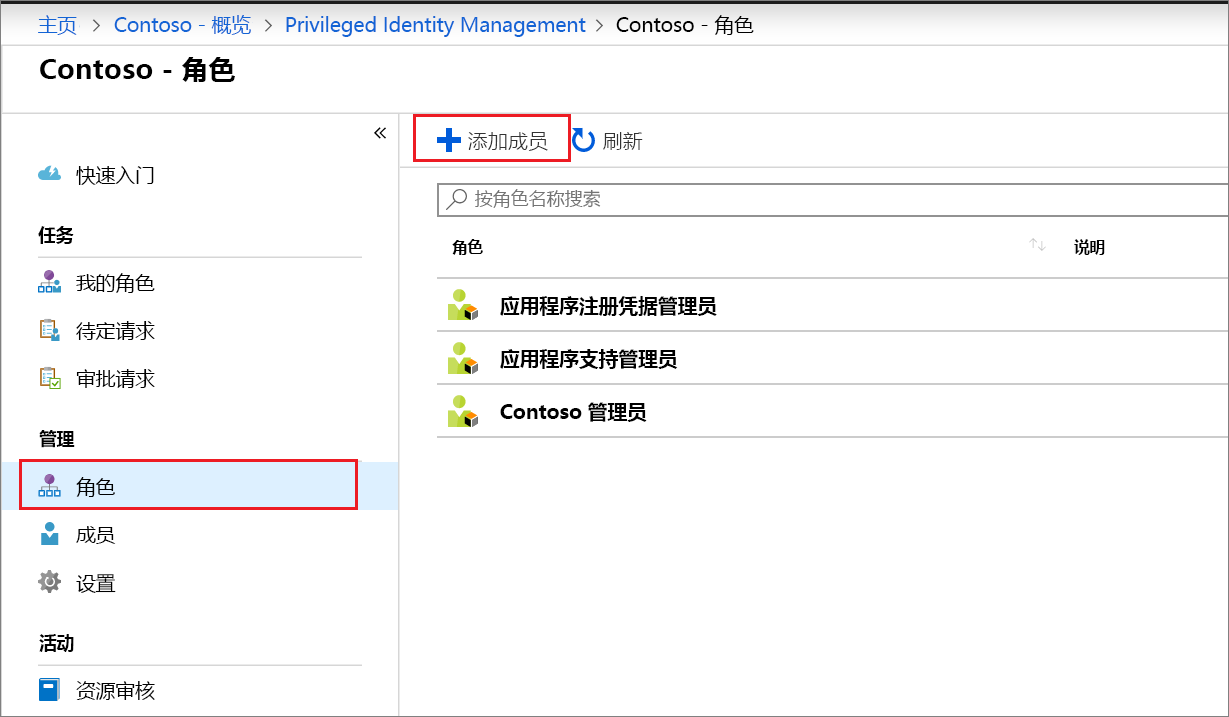 主页 > Contoso - 概览 > Privileged Identity Management > Contoso - 角色
Contoso - 角色
«
快速入门
任务
我的角色
待定请求
审批请求
管理
角色
成员
设置
活动
资源审核
添加成员 刷新
按角色名称搜索
角色 ↑↓ 说明
应用程序注册凭据管理员
应用程序支持管理员
Contoso 管理员